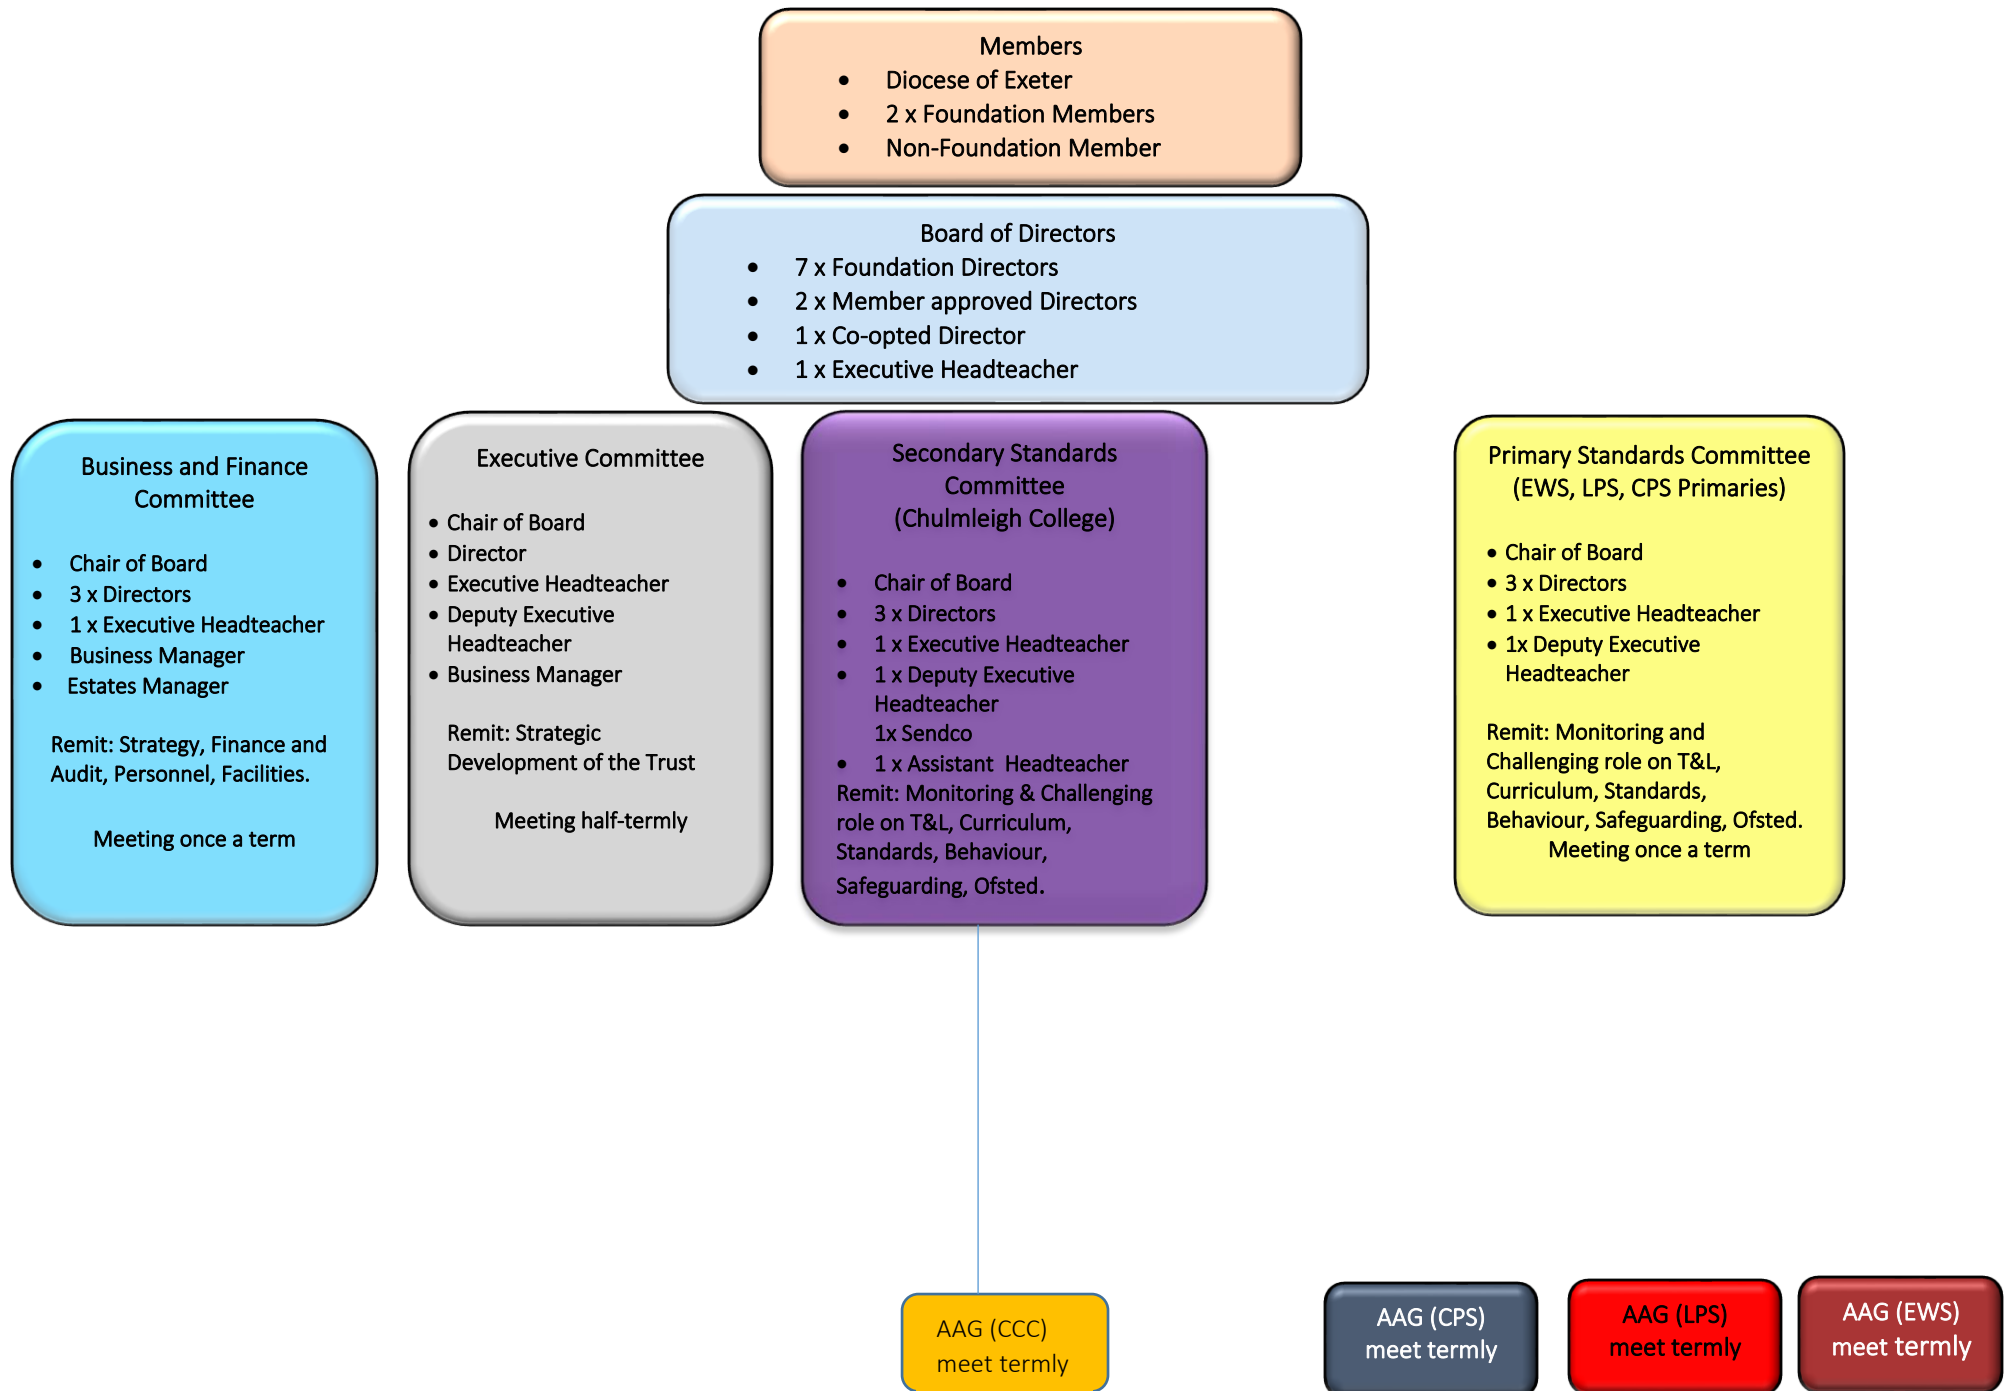 Members
• Diocese of Exeter
• 2 x Foundation Members
• Non-Foundation Member
Board of Directors
• 7 x Foundation Directors
• 2 x Member approved Directors
• 1 x Co-opted Director
• 1 x Executive Headteacher
Business and Finance
Committee
• Chair of Board
• 3 x Directors
• 1 x Executive Headteacher
• Business Manager
• Estates Manager
Remit: Strategy, Finance and
Audit, Personnel, Facilities.
Meeting once a term
Executive Committee
• Chair of Board
• Director
• Executive Headteacher
• Deputy Executive
Headteacher
• Business Manager
Remit: Strategic
Development of the Trust
Meeting half-termly
Secondary Standards
Committee
(Chulmleigh College)
• Chair of Board
• 3 x Directors
• 1 x Executive Headteacher
• 1 x Deputy Executive
Headteacher
1x Sendco
• 1 x Assistant  Headteacher
Remit: Monitoring & Challenging
role on T&L, Curriculum,
Standards, Behaviour,
Safeguarding, Ofsted.
Primary Standards Committee
(EWS, LPS, CPS Primaries)
• Chair of Board
• 3 x Directors
• 1 x Executive Headteacher
• 1x Deputy Executive
Headteacher
Remit: Monitoring and
Challenging role on T&L,
Curriculum, Standards,
Behaviour, Safeguarding, Ofsted.
Meeting once a term
AAG (CCC)
meet termly
AAG (CPS)
meet termly
AAG (LPS)
meet termly
AAG (EWS)
meet termly